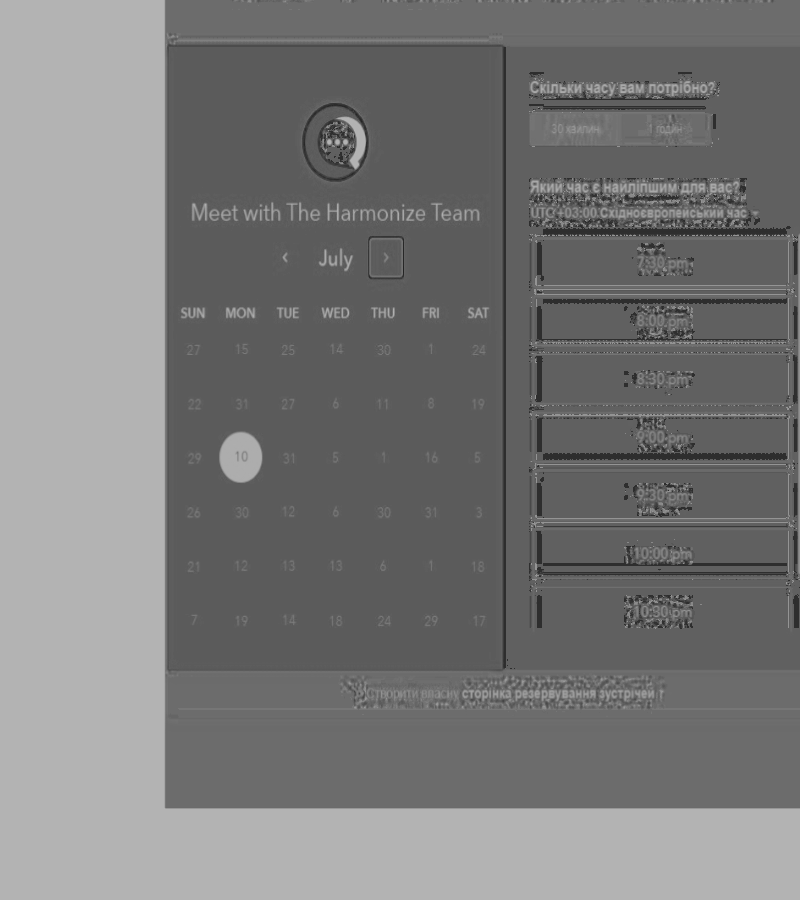 Meet with The Harmonize Team
July
SUN MON TUE WED THU FRI SAT
27 15 25 14 30 1 24
22 31 27 6 11 8 19
29 10 31 5 1 16 5
26 30 12 6 30 31 3
21 12 13 13 6 1 18
7 19 14 18 24 29 17
Скільки часу вам потрібно?
30 хвилин 1 годин
Який час є найліпшим для вас?
UTC +03:00 Східноєвропейський час
7:30 pm
8:00 pm
8:30 pm
9:00 pm
9:30 pm
10:00 pm
10:30 pm
Створити власну сторінка резервування зустрічей